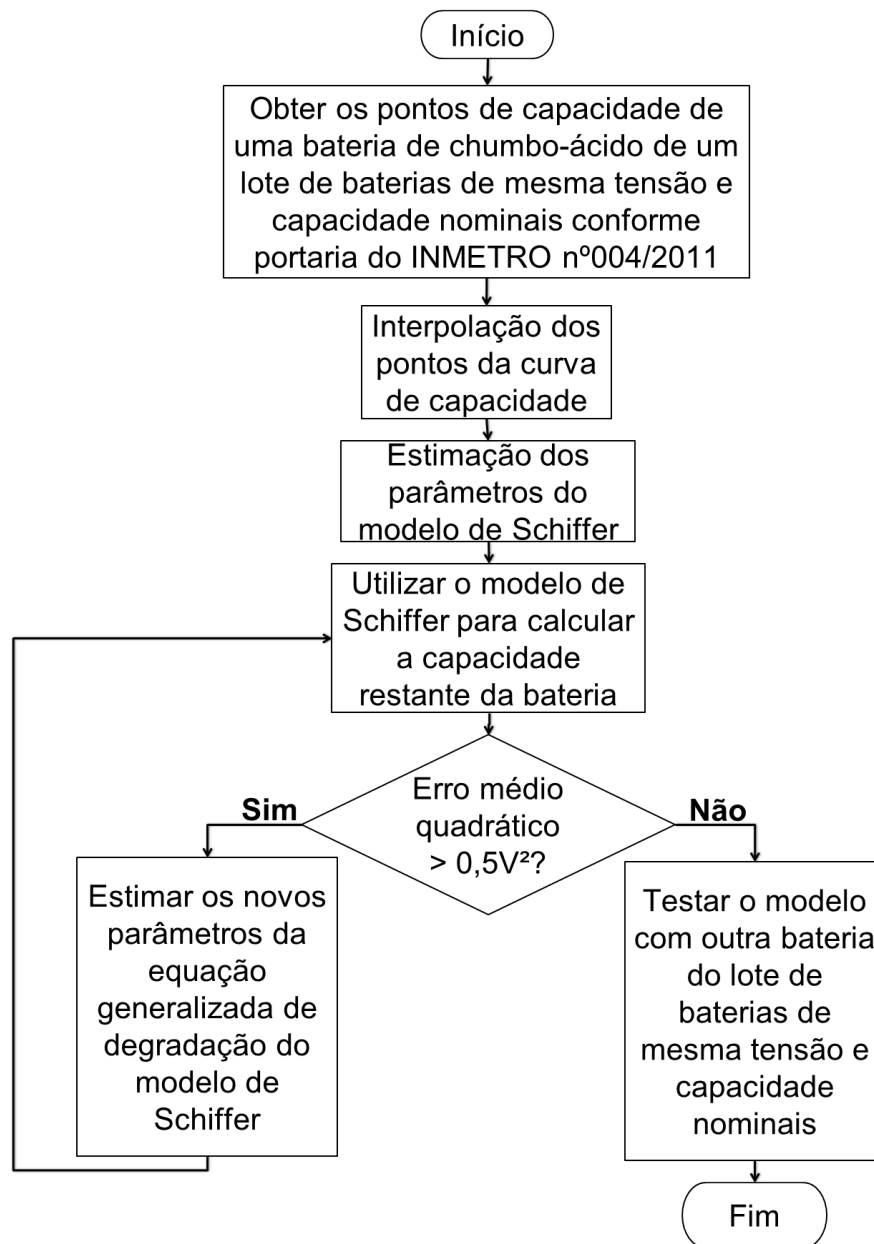 Início
Obter os pontos de capacidade de
uma bateria de chumbo-ácido de um
lote de baterias de mesma tensão e
capacidade nominais conforme
portaria do INMETRO nº004/2011
Interpolação dos
pontos da curva
de capacidade
Estimação dos
parâmetros do
modelo de Schiffer
Utilizar o modelo de
Schiffer para calcular
a capacidade
restante da bateria
Erro médio
quadrático
> 0,5V²?
Sim
Não
Estimar os novos
parâmetros da
equação
generalizada de
degradação do
modelo de
Schiffer
Testar o modelo
com outra bateria
do lote de
baterias de
mesma tensão e
capacidade
nominais
Fim